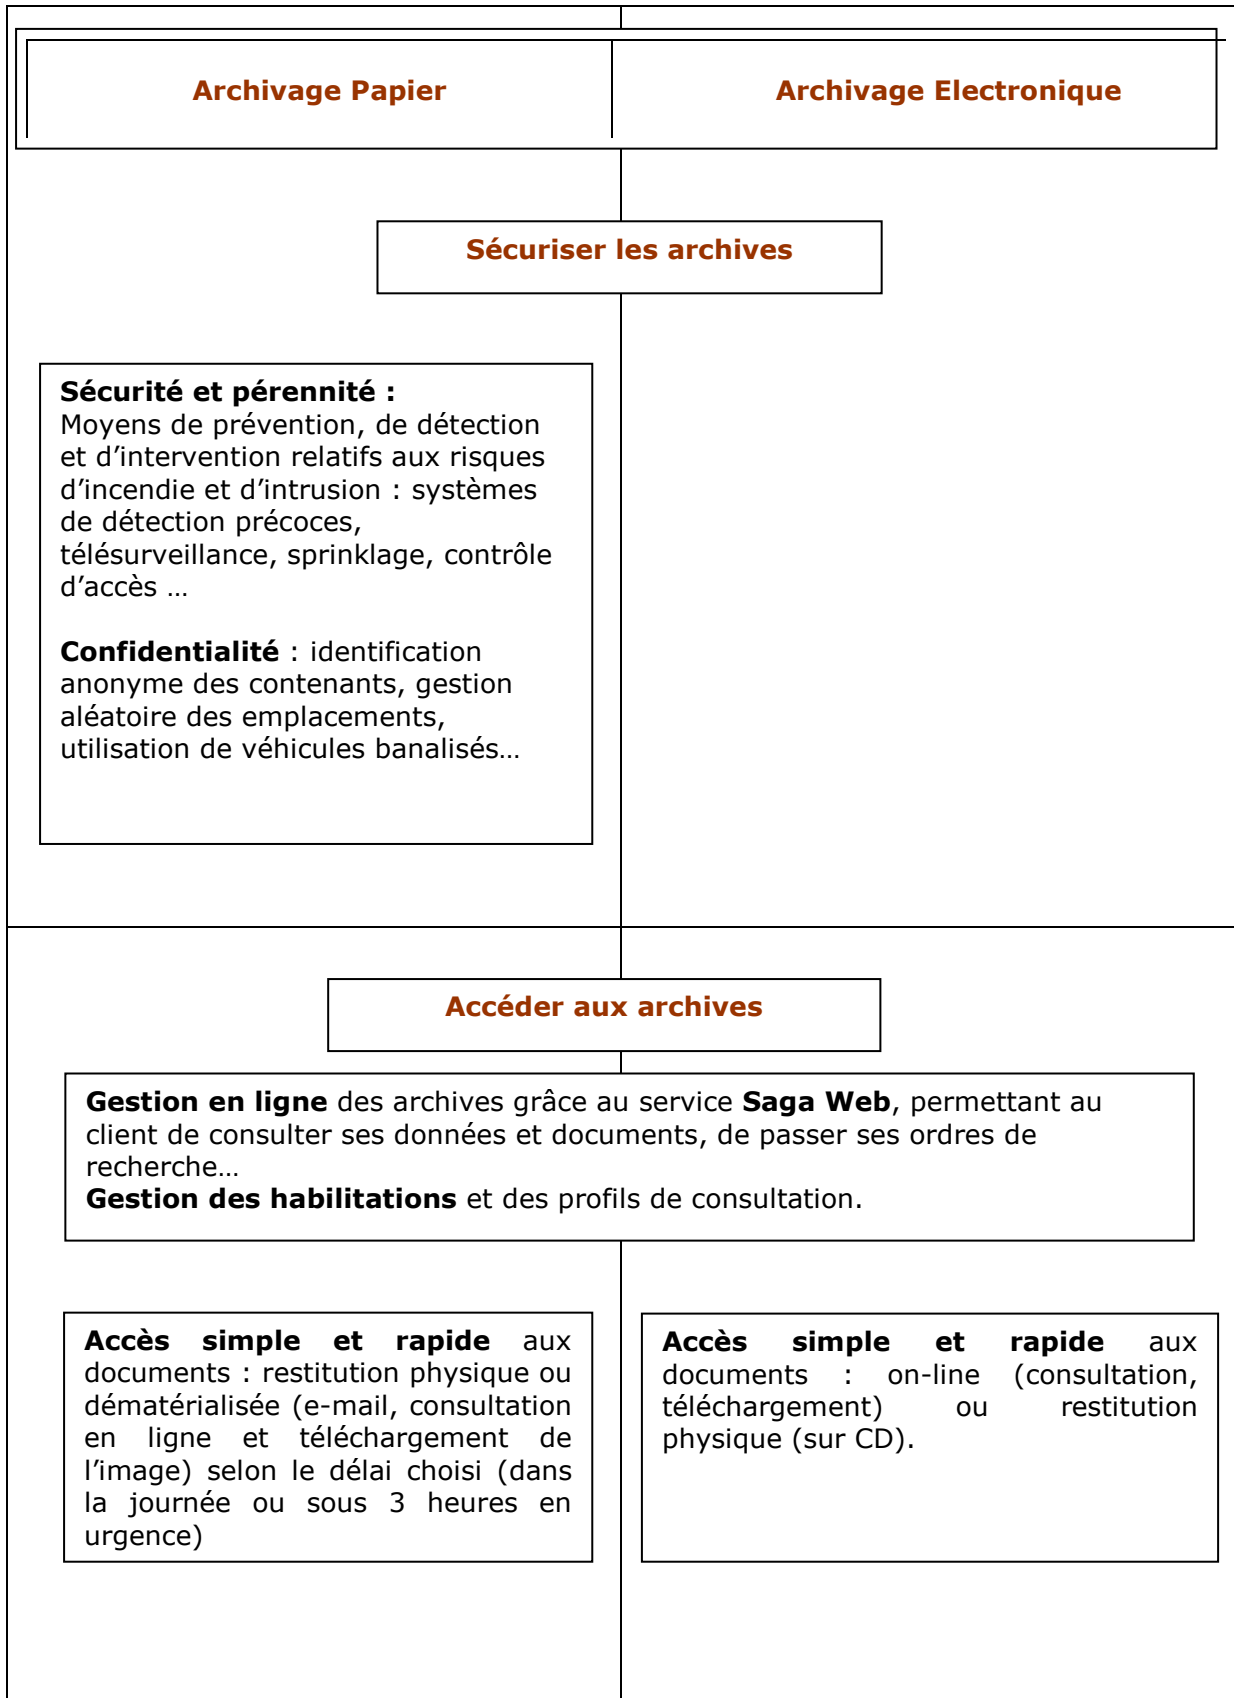 Archivage Papier
Archivage Electronique
Sécuriser les archives
Sécurité et pérennité :
Moyens de prévention, de détection
et d’intervention relatifs aux risques
d’incendie et d’intrusion : systèmes
de détection précoces,
télésurveillance, sprinklage, contrôle
d’accès …
Confidentialité : identification
anonyme des contenants, gestion
aléatoire des emplacements,
utilisation de véhicules banalisés…
Accéder aux archives
Gestion en ligne des archives grâce au service Saga Web, permettant au
client de consulter ses données et documents, de passer ses ordres de
recherche…
Gestion des habilitations et des profils de consultation.
Accès simple et rapide aux
documents : restitution physique ou
dématérialisée (e-mail, consultation
en ligne et téléchargement de
l’image) selon le délai choisi (dans
la journée ou sous 3 heures en
urgence)
Accès simple et rapide aux
documents : on-line (consultation,
téléchargement) ou restitution
physique (sur CD).